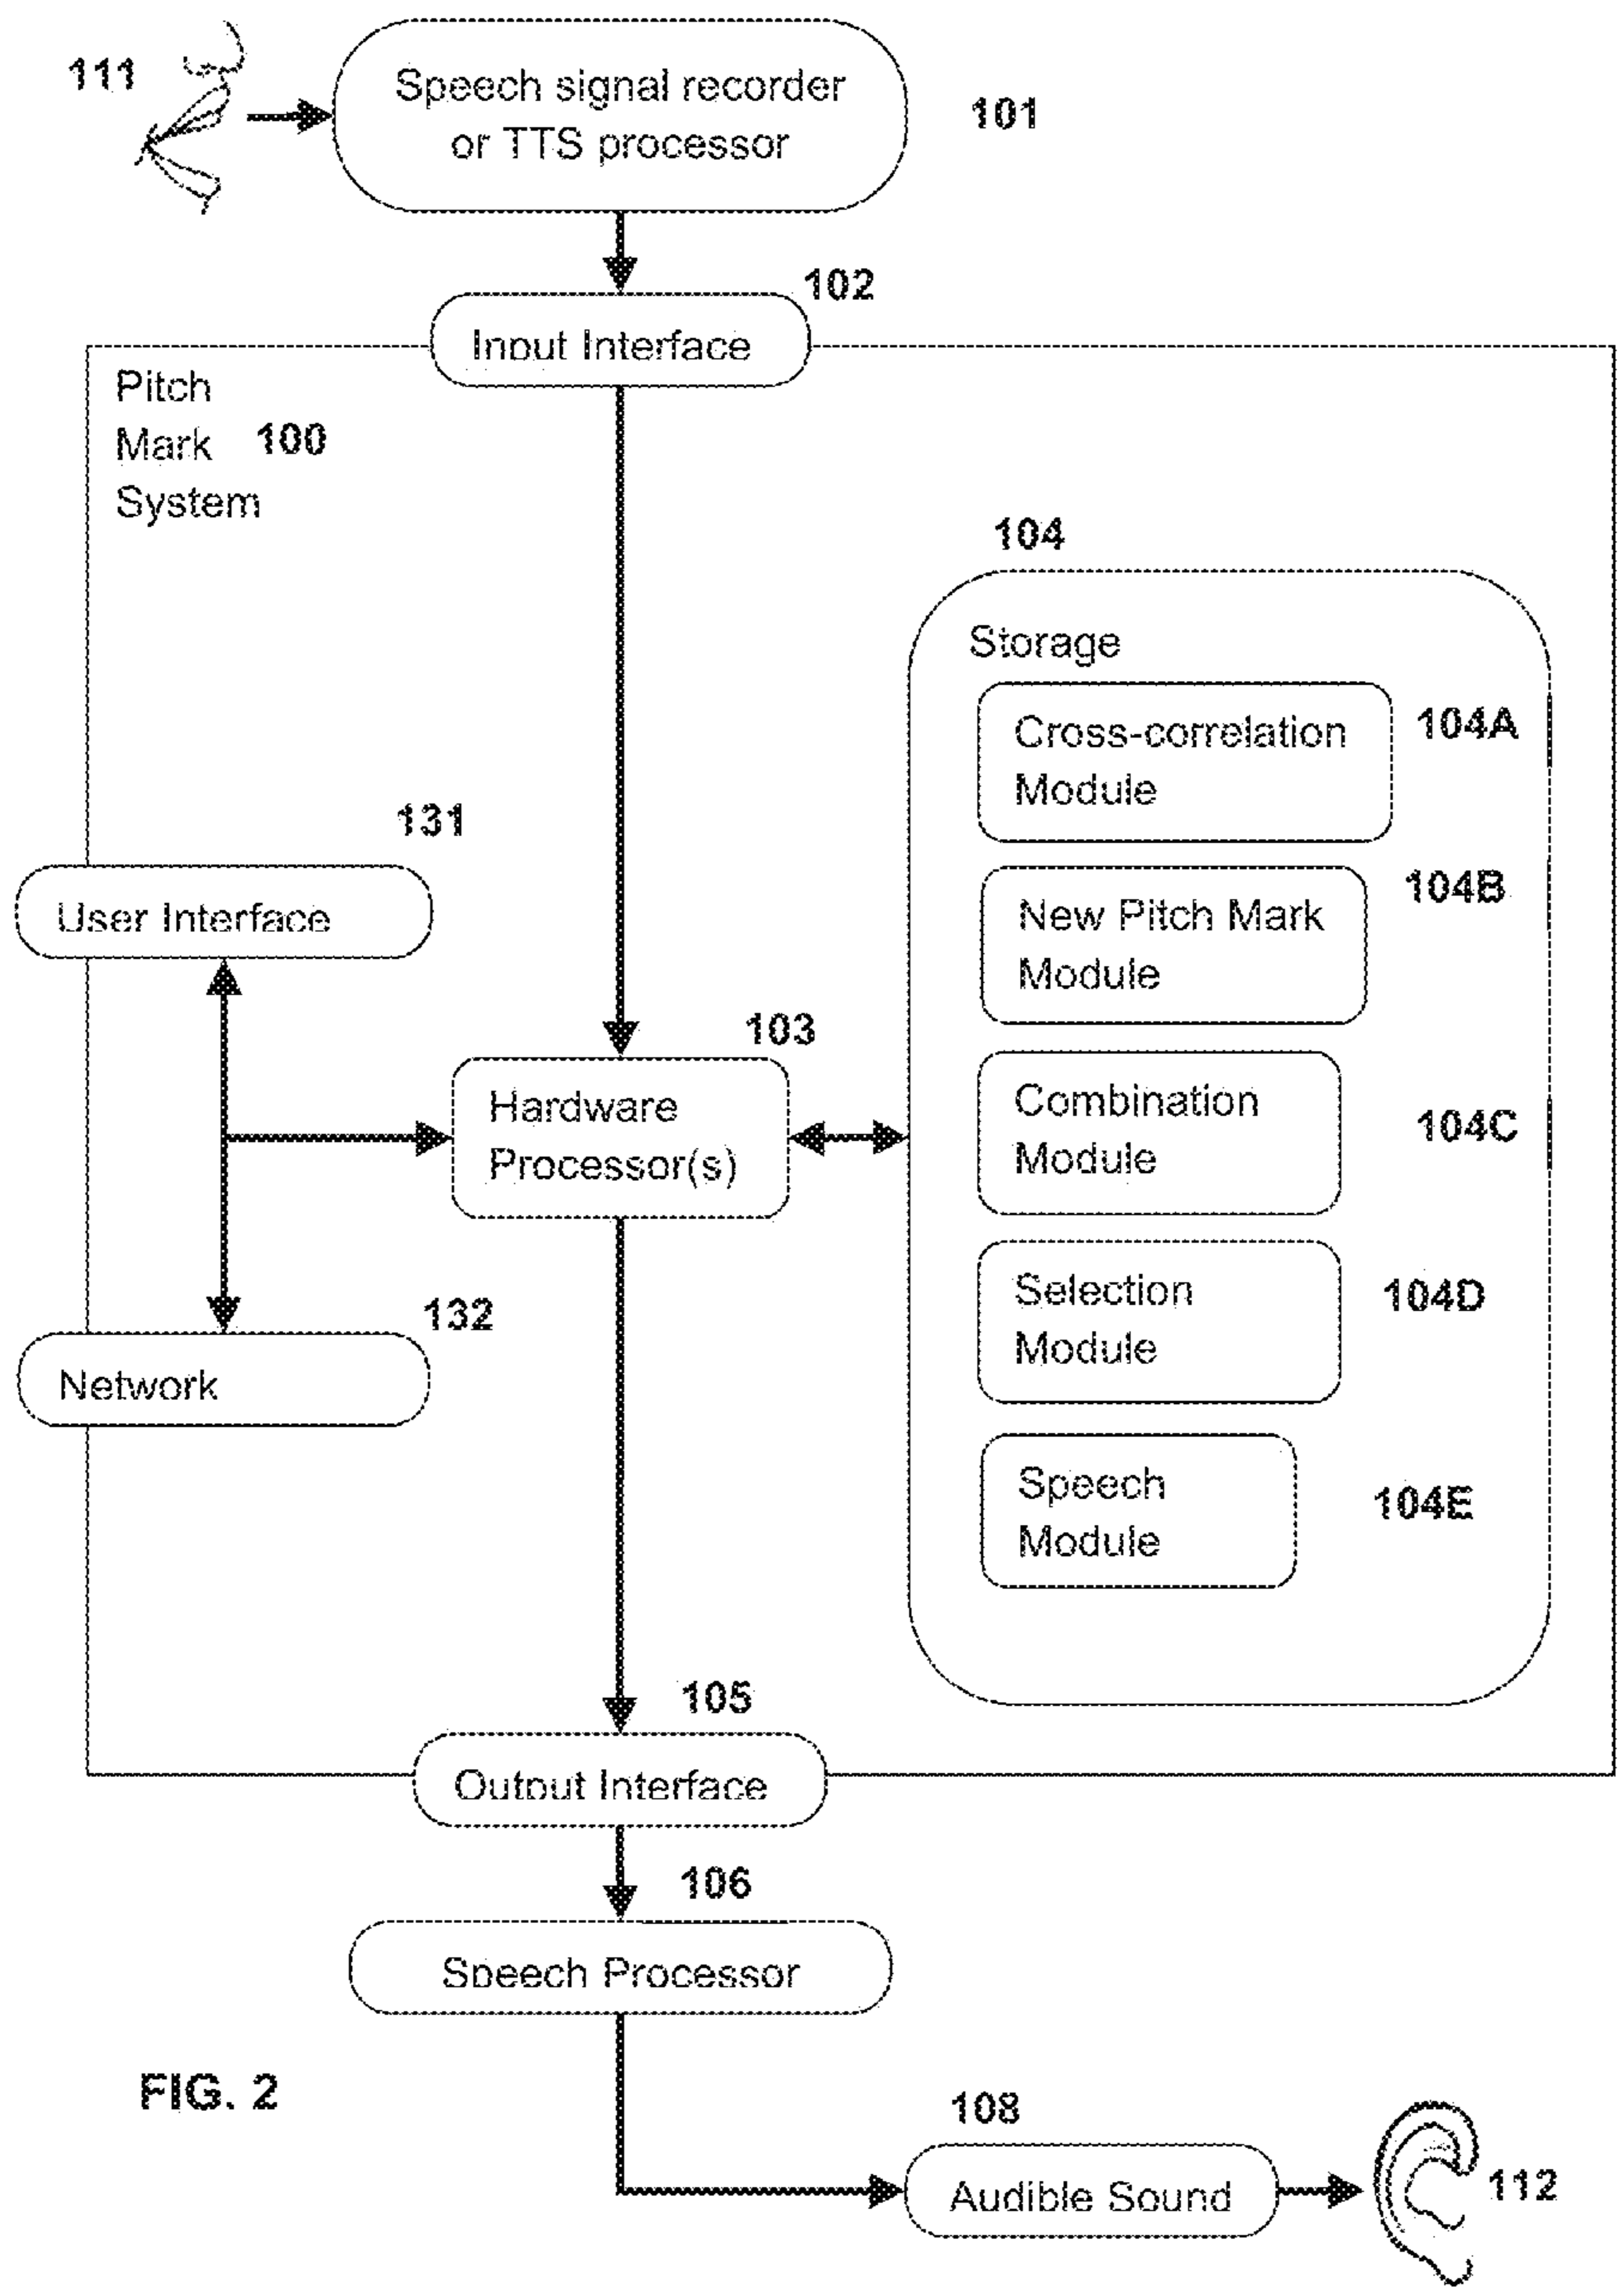 111
Speech signal recorder
or TTS processor
101
102
Input Interface
Pitch
Mark 100
System
104
Storage
Cross-correlation
Module
104A
131
User Interface
New Pitch Mark
Module
104B
103
Hardware
Processor(s)
Combination
Module
104C
132
Network
Selection
Module
104D
Speech
Module
104E
105
Output Interface
106
Speech Processor
FIG. 2
108
Audible Sound
112